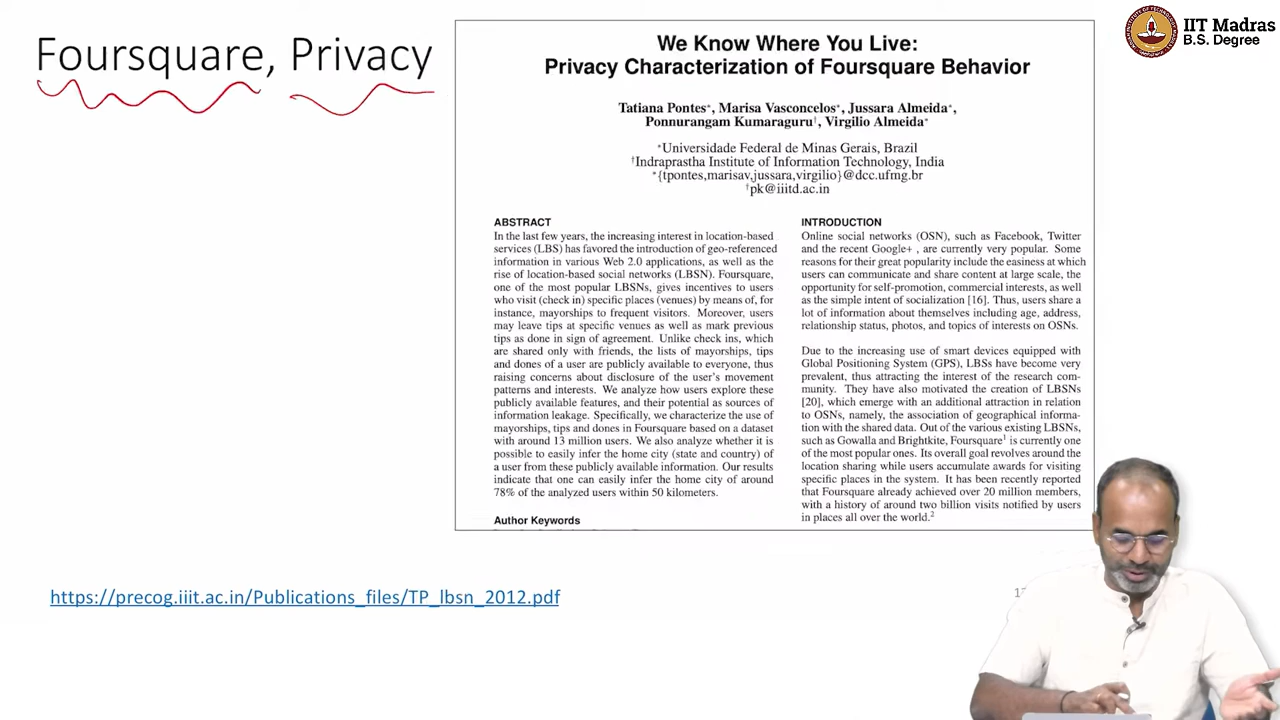 Foursquare, Privacy
IIT Madras
B.S. Degree
We Know Where You Live:
Privacy Characterization of Foursquare Behavior
Tatiana Pontes*, Marisa Vasconcelos*, Jussara Almeida*,
Ponnurangam Kumaraguru†, Virgilio Almeida*
*Universidade Federal de Minas Gerais, Brazil
†Indraprastha Institute of Information Technology, India
*{tpontes,marisav,jussara,virgilio}@dcc.ufmg.br
†pk@iiitd.ac.in
ABSTRACT
In the last few years, the increasing interest in location-based
services (LBS) has favored the introduction of geo-referenced
information in various Web 2.0 applications, as well as the
rise of location-based social networks (LBSN). Foursquare,
one of the most popular LBSNs, gives incentives to users
who visit (check in) specific places (venues) by means of, for
instance, mayorships to frequent visitors. Moreover, users
may leave tips at specific venues as well as mark previous
tips as done in sign of agreement. Unlike check ins, which
are shared only with friends, the lists of mayorships, tips
and dones of a user are publicly available to everyone, thus
raising concerns about disclosure of the user's movement
patterns and interests. We analyze how users explore these
publicly available features, and their potential as sources of
information leakage. Specifically, we characterize the use of
mayorships, tips and dones in Foursquare based on a dataset
with around 13 million users. We also analyze whether it is
possible to easily infer the home city (state and country) of
a user from these publicly available information. Our results
indicate that one can easily infer the home city of around
78% of the analyzed users within 50 kilometers.
Author Keywords
INTRODUCTION
Online social networks (OSN), such as Facebook, Twitter
and the recent Google+ , are currently very popular. Some
reasons for their great popularity include the easiness at which
users can communicate and share content at large scale, the
opportunity for self-promotion, commercial interests, as well
as the simple intent of socialization [16]. Thus, users share a
lot of information about themselves including age, address,
relationship status, photos, and topics of interests on OSNs.
Due to the increasing use of smart devices equipped with
Global Positioning System (GPS), LBSs have become very
prevalent, thus attracting the interest of the research com-
munity. They have also motivated the creation of LBSNs
[20], which emerge with an additional attraction in relation
to OSNs, namely, the association of geographical informa-
tion with the shared data. Out of the various existing LBSNs,
such as Gowalla and Brightkite, Foursquare1 is currently one
of the most popular ones. Its overall goal revolves around the
location sharing while users accumulate awards for visiting
specific places in the system. It has been recently reported
that Foursquare already achieved over 20 million members,
with a history of around two billion visits notified by users
in places all over the world.2
https://precog.iiit.ac.in/Publications_files/TP_lbsn_2012.pdf